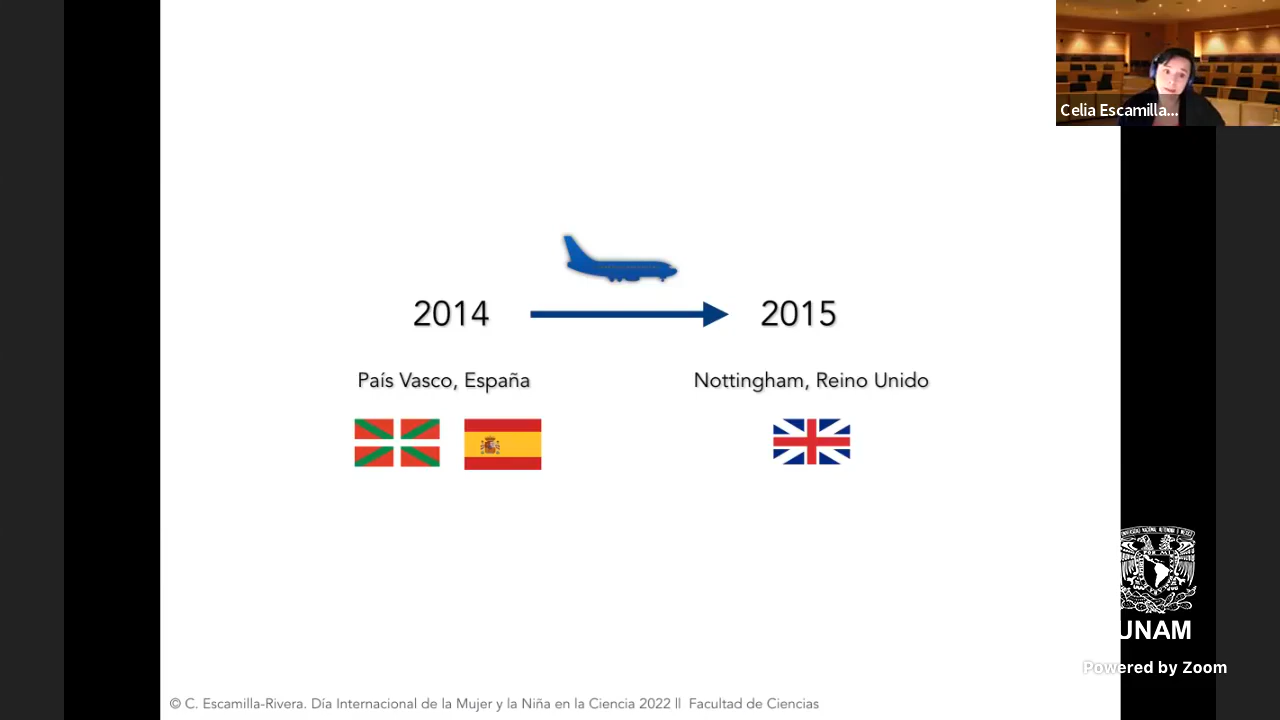 Celia Escamilla...
2014
2015
País Vasco, España
Nottingham, Reino Unido
UNAM
Powered by Zoom
© C. Escamilla-Rivera. Día Internacional de la Mujer y la Niña en la Ciencia 2022 || Facultad de Ciencias